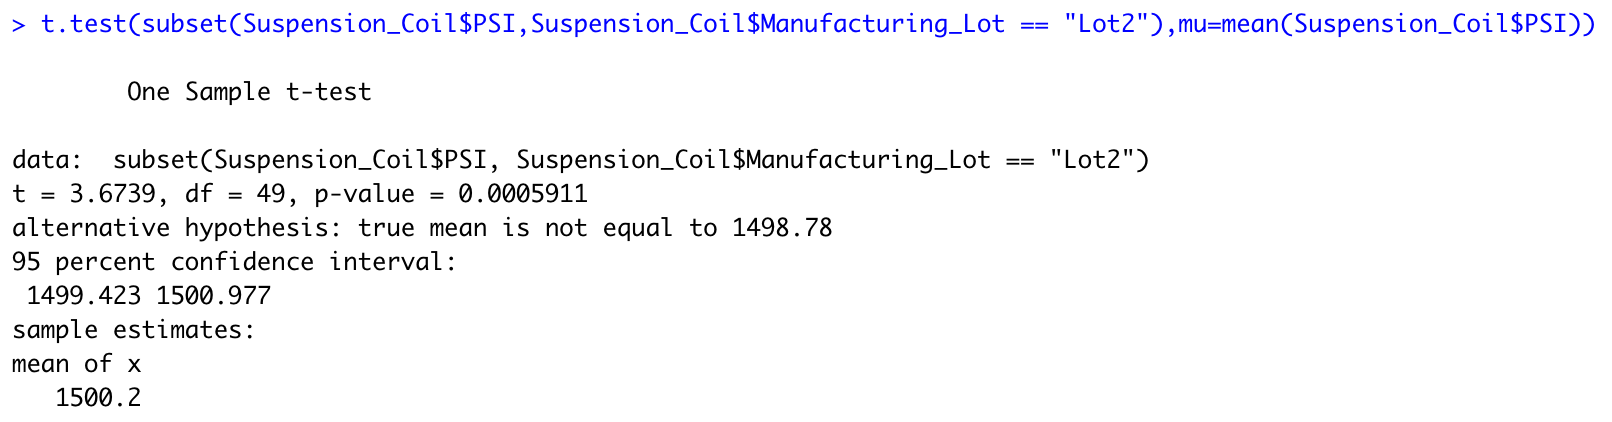 > t.test(subset(Suspension_Coil$PSI,Suspension_Coil$Manufacturing_Lot == "Lot2"),mu=mean(Suspension_Coil$PSI))
One Sample t-test
data:  subset(Suspension_Coil$PSI, Suspension_Coil$Manufacturing_Lot == "Lot2")
t = 3.6739, df = 49, p-value = 0.0005911
alternative hypothesis: true mean is not equal to 1498.78
95 percent confidence interval:
1499.423 1500.977
sample estimates:
mean of x
1500.2